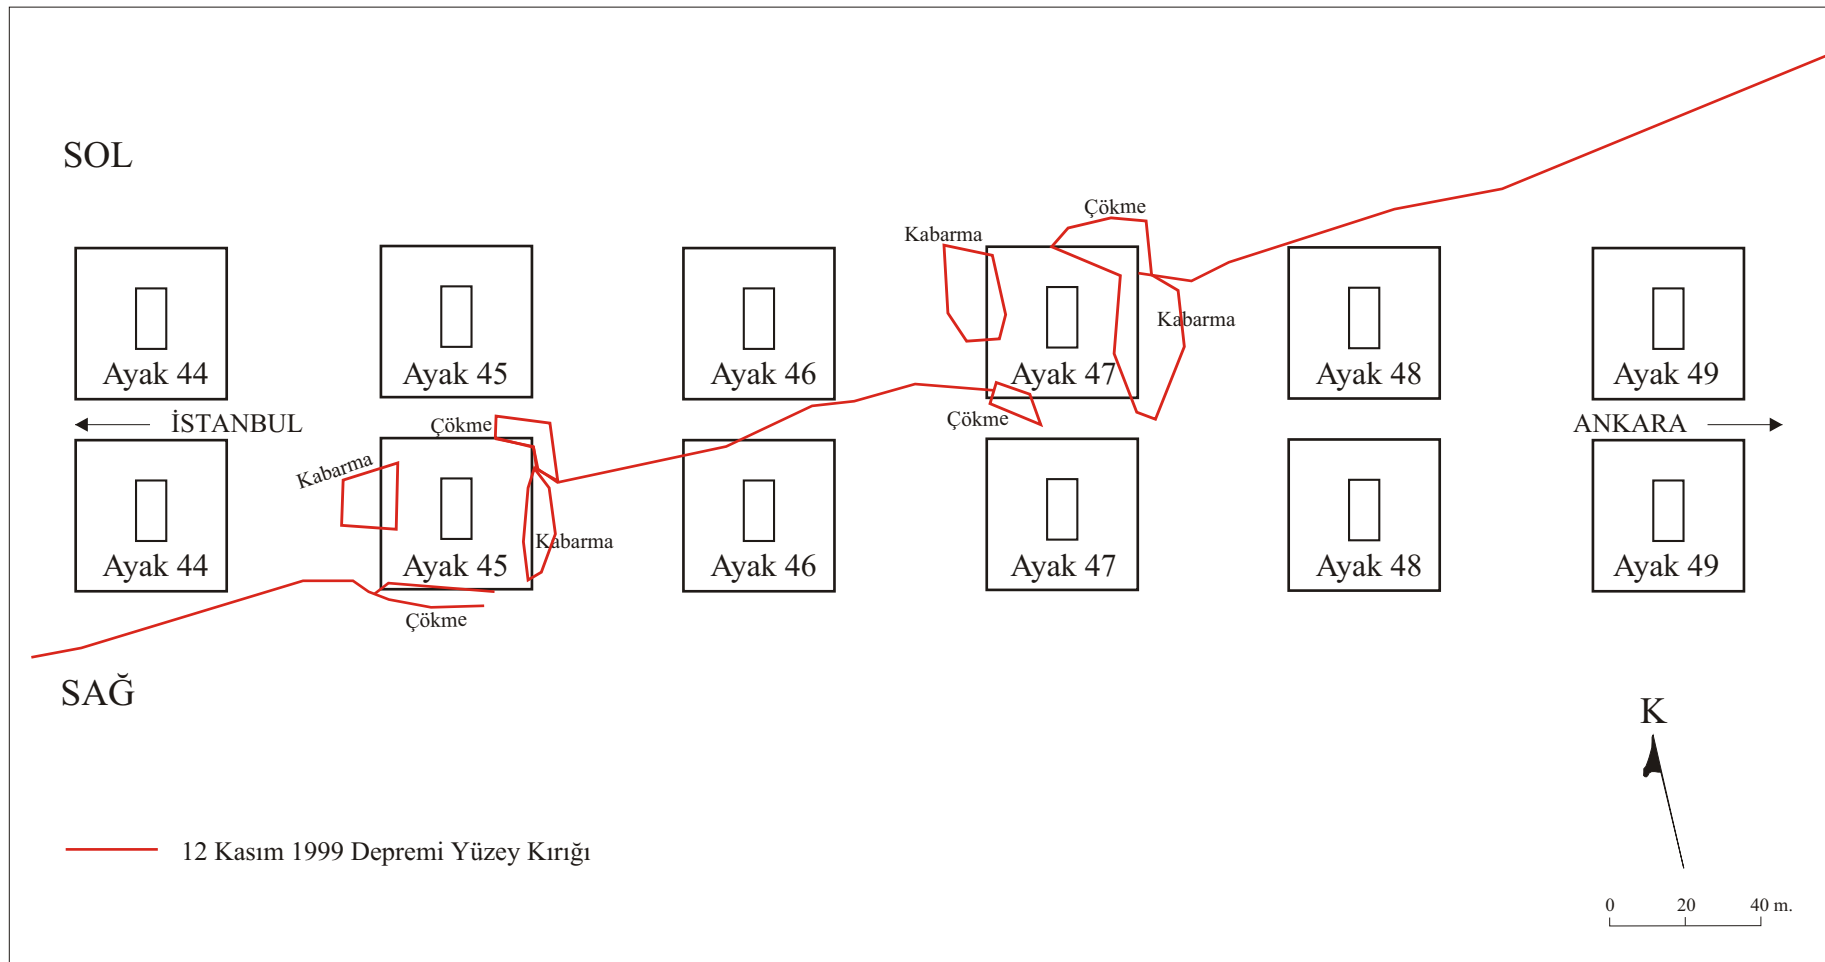 SOL
Çökme
Kabarma
Kabarma
Ayak 44
Ayak 45
Ayak 46
Ayak 47
Ayak 48
Ayak 49
İSTANBUL
Çökme
Çökme
ANKARA
Kabarma
Kabarma
Ayak 44
Ayak 45
Ayak 46
Ayak 47
Ayak 48
Ayak 49
Çökme
SAĞ
K
12 Kasım 1999 Depremi Yüzey Kırığı
0 20 40 m.